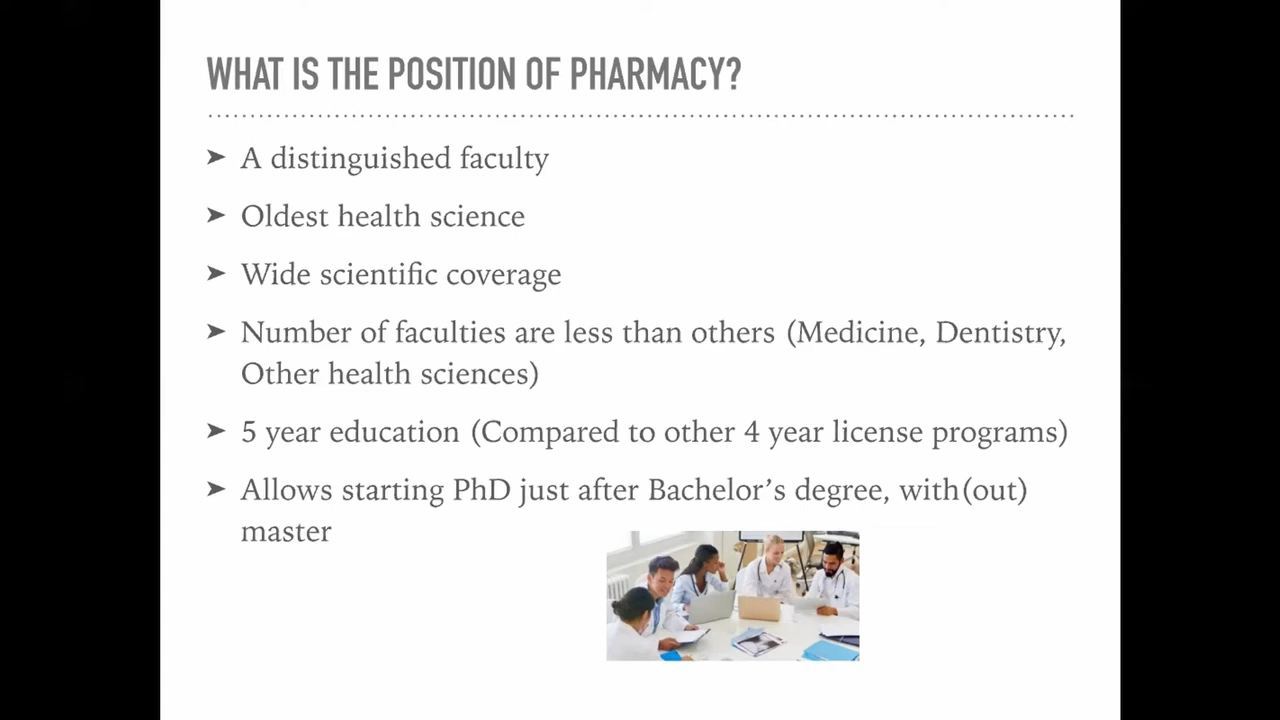 WHAT IS THE POSITION OF PHARMACY?
➤ A distinguished faculty
➤ Oldest health science
➤ Wide scientific coverage
➤ Number of faculties are less than others (Medicine, Dentistry,
Other health sciences)
➤ 5 year education (Compared to other 4 year license programs)
➤ Allows starting PhD just after Bachelor’s degree, with(out)
master